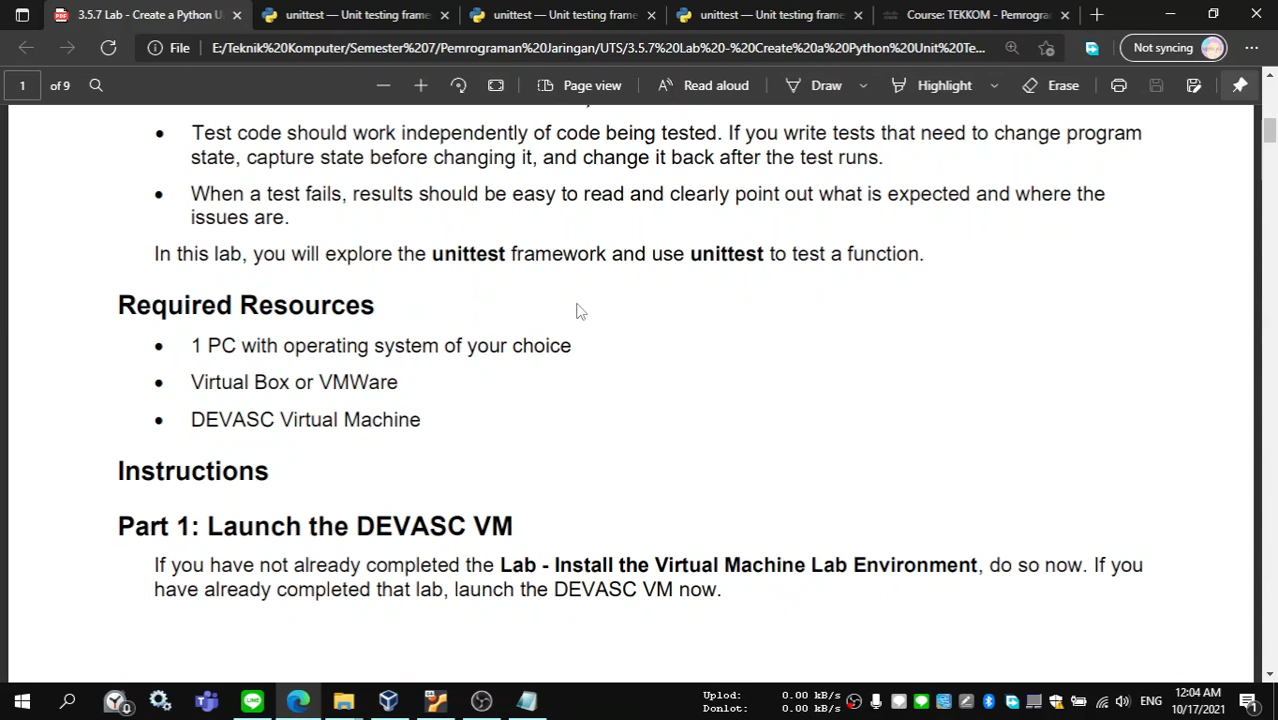 3.5.7 Lab - Create a Python U
unittest — Unit testing frame
unittest — Unit testing frame
unittest — Unit testing frame
Course: TEKKOM - Pemrogra
File
E:/Teknik%20Komputer/Semester%207/Pemrograman%20Jaringan/UTS/3.5.7%20Lab%20-%20Create%20a%20Python%20Unit%20Te...
Not syncing
1 of 9
Page view
Read aloud
Draw
Highlight
Erase
• Test code should work independently of code being tested. If you write tests that need to change program
state, capture state before changing it, and change it back after the test runs.
• When a test fails, results should be easy to read and clearly point out what is expected and where the
issues are.
In this lab, you will explore the unittest framework and use unittest to test a function.
Required Resources
• 1 PC with operating system of your choice
• Virtual Box or VMWare
• DEVASC Virtual Machine
Instructions
Part 1: Launch the DEVASC VM
If you have not already completed the Lab - Install the Virtual Machine Lab Environment, do so now. If you
have already completed that lab, launch the DEVASC VM now.
Uplod: 0.00 kB/s
Donlot: 0.00 kB/s
ENG
12:04 AM
10/17/2021